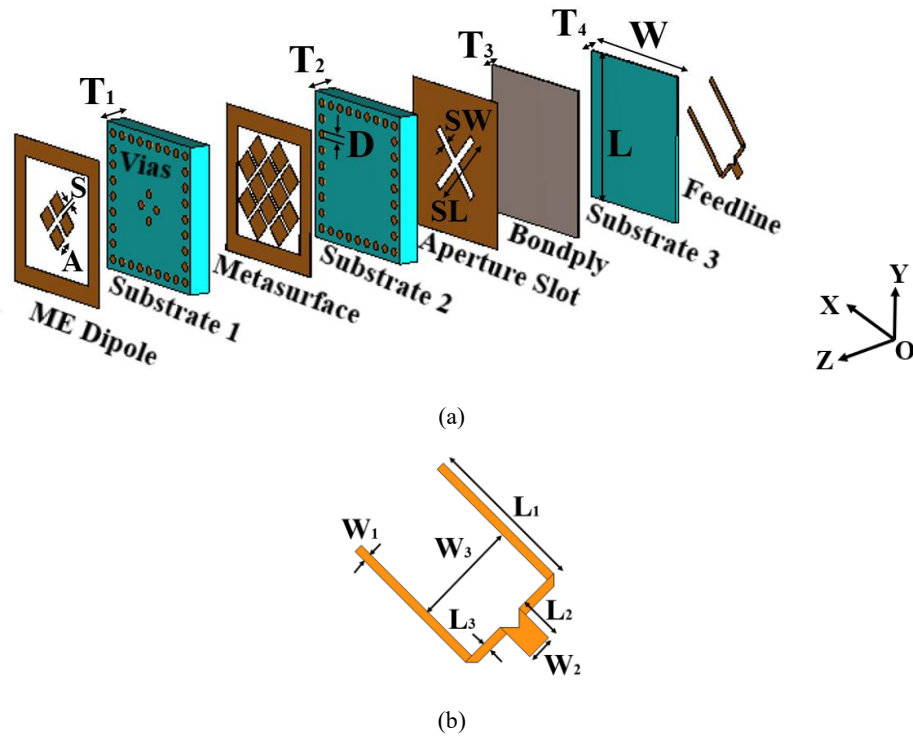 T1
T2
T3
T4
W
Vias
S
A
D
SW
SL
L
ME Dipole
Substrate 1
Metasurface
Substrate 2
Aperture Slot
Bondply
Substrate 3
Feedline
Y
X
Z
O
(a)
L1
W1
W3
L2
L3
W2
(b)